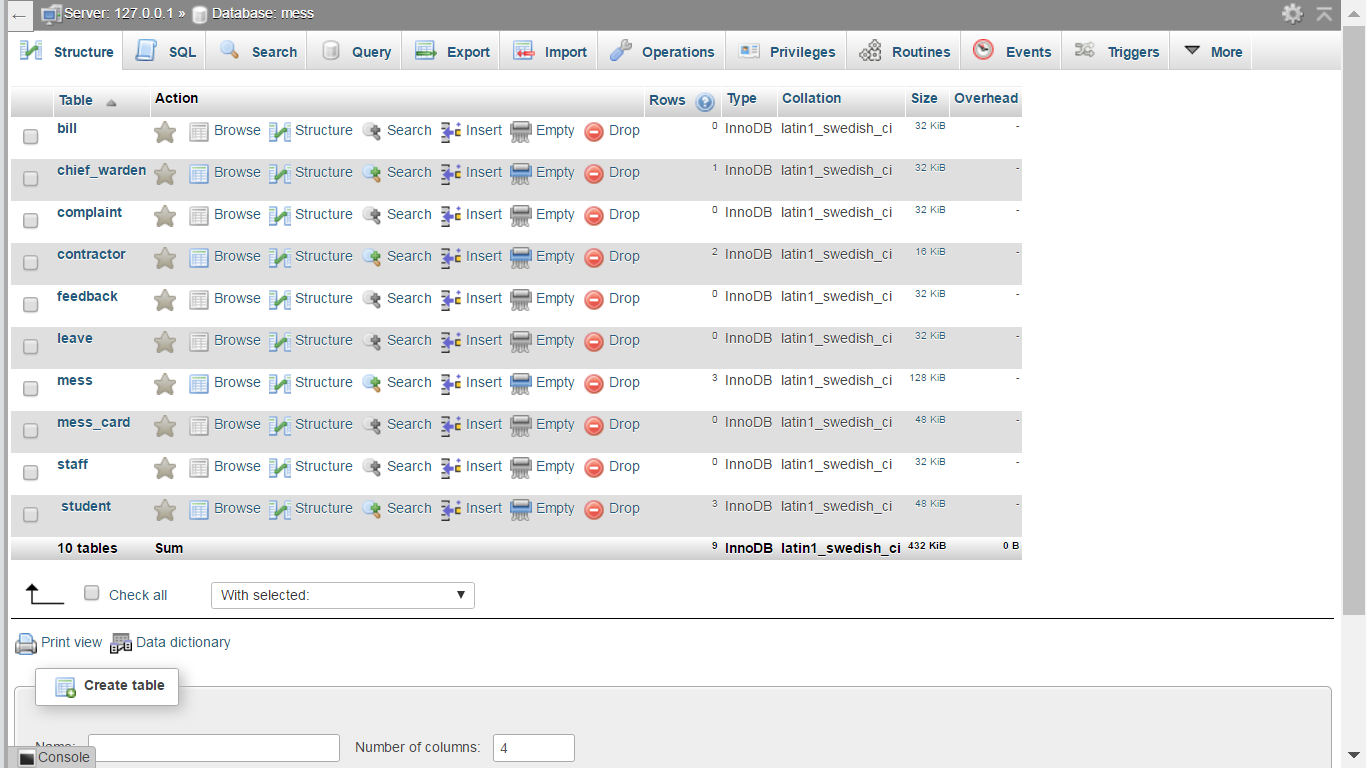 Server: 127.0.0.1 » Database: mess
Structure SQL Search Query Export Import Operations Privileges Routines Events Triggers More
Table Action Rows Type Collation Size Overhead
bill Browse Structure Search Insert Empty Drop 0 InnoDB latin1_swedish_ci 32 KiB -
chief_warden Browse Structure Search Insert Empty Drop 1 InnoDB latin1_swedish_ci 32 KiB -
complaint Browse Structure Search Insert Empty Drop 0 InnoDB latin1_swedish_ci 32 KiB -
contractor Browse Structure Search Insert Empty Drop 2 InnoDB latin1_swedish_ci 16 KiB -
feedback Browse Structure Search Insert Empty Drop 0 InnoDB latin1_swedish_ci 32 KiB -
leave Browse Structure Search Insert Empty Drop 0 InnoDB latin1_swedish_ci 32 KiB -
mess Browse Structure Search Insert Empty Drop 3 InnoDB latin1_swedish_ci 128 KiB -
mess_card Browse Structure Search Insert Empty Drop 0 InnoDB latin1_swedish_ci 48 KiB -
staff Browse Structure Search Insert Empty Drop 0 InnoDB latin1_swedish_ci 32 KiB -
student Browse Structure Search Insert Empty Drop 3 InnoDB latin1_swedish_ci 48 KiB -
10 tables Sum 9 InnoDB latin1_swedish_ci 432 KiB 0 B
Check all With selected:
Print view Data dictionary
Create table
Name: Number of columns: 4
Console